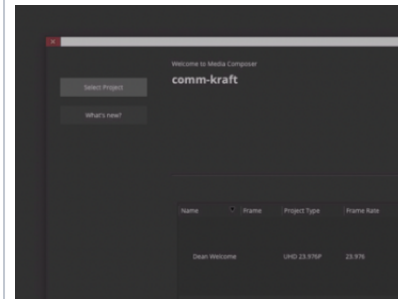 Welcome to Media Composer
comm-kraft
Select Project
What's new?
Name Frame Project Type Frame Rate
Dean Welcome UHD 23.976P 23.976